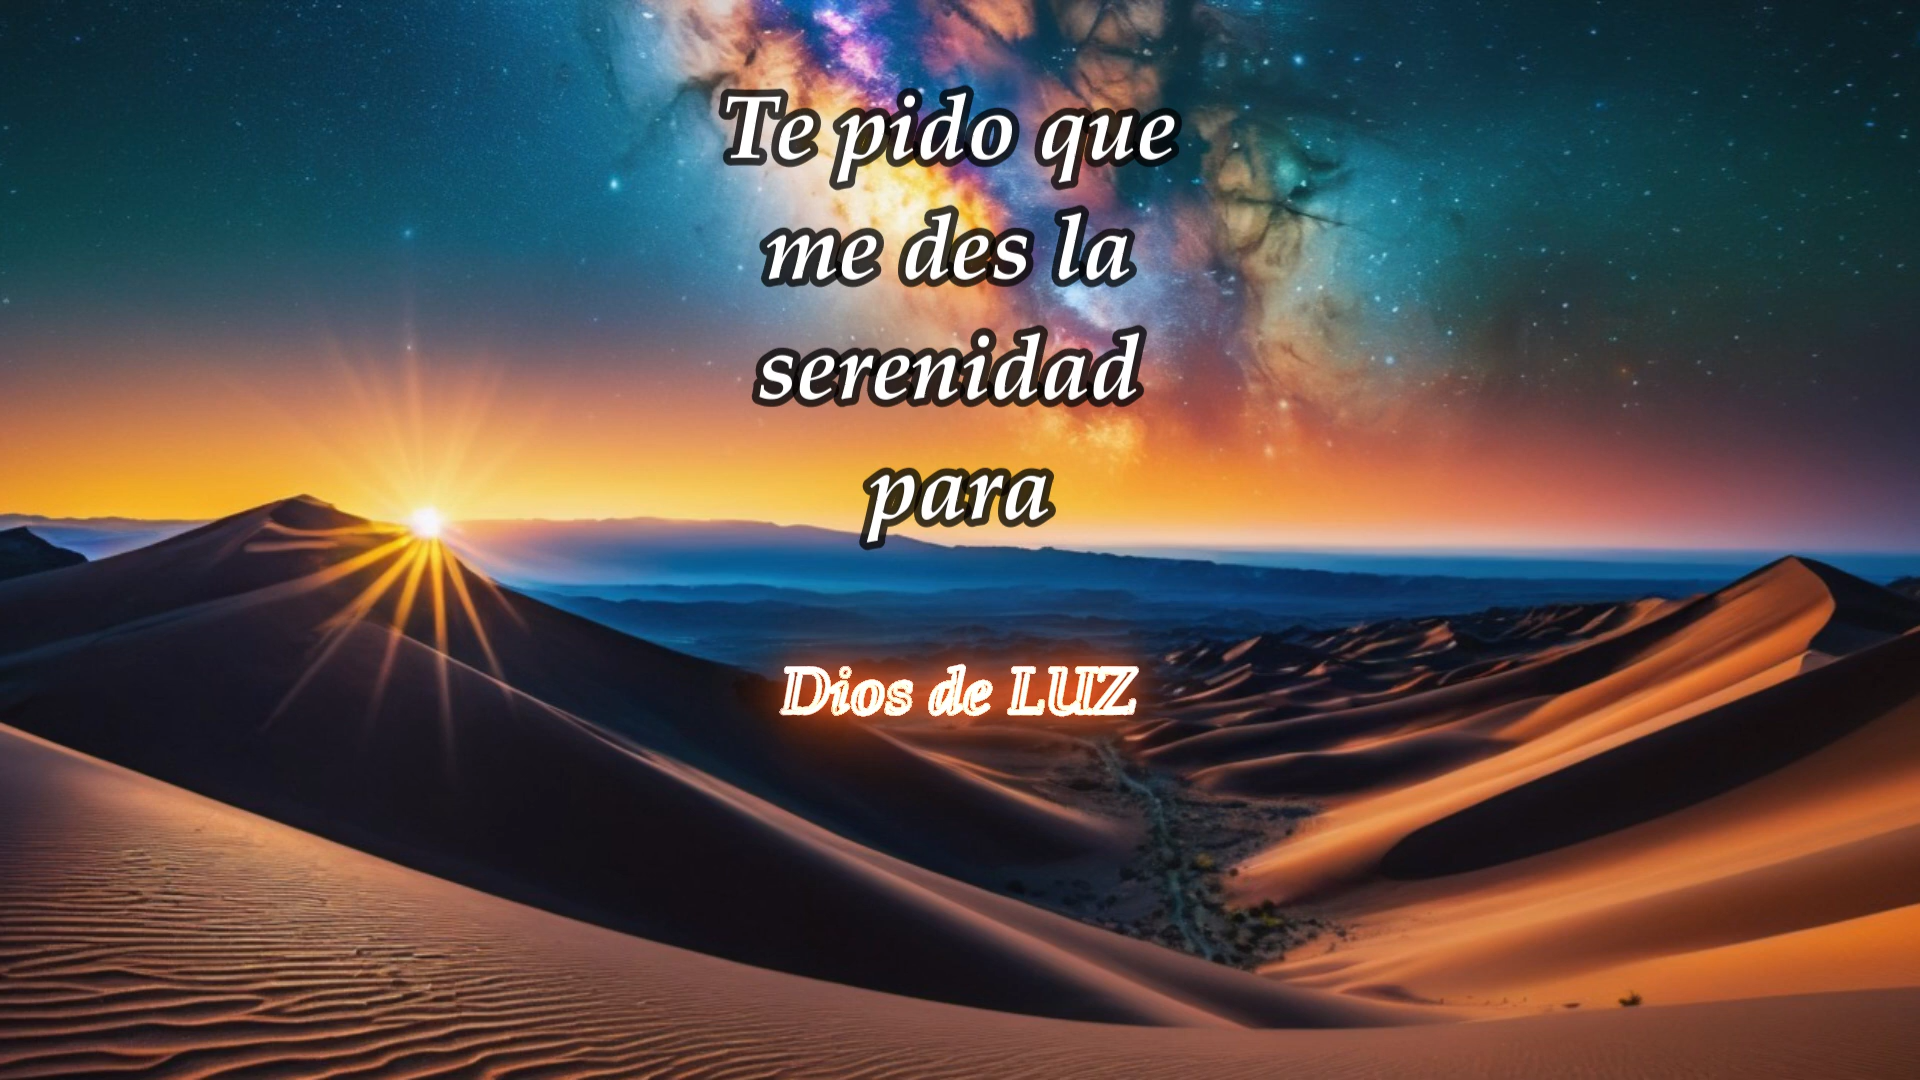 Te pido que
me des la
serenidad
para
Dios de LUZ